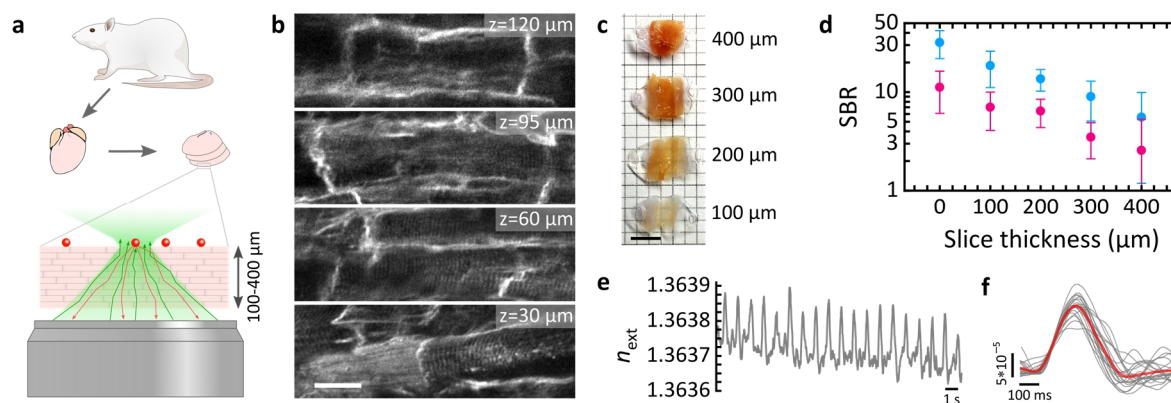 a
100-400 µm
b
z=120 µm
z=95 µm
z=60 µm
z=30 µm
c
400 µm
300 µm
200 µm
100 µm
d
SBR
50
30
10
5
3
1
0 100 200 300 400
Slice thickness (µm)
e
n_ext
1.3639
1.3638
1.3637
1.3636
1 s
f
5*10⁻⁵
100 ms